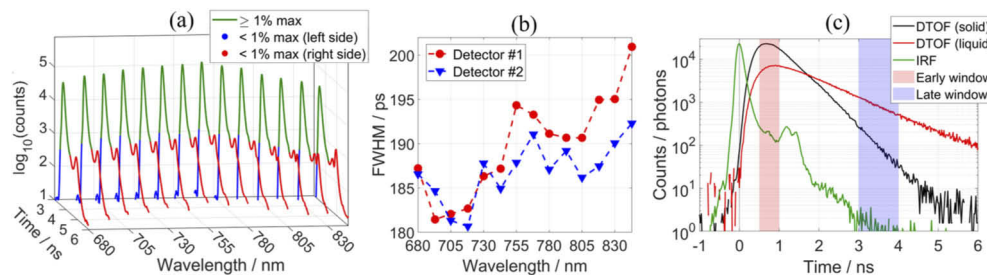 (a)
≥ 1% max
< 1% max (left side)
< 1% max (right side)
log10(counts)
5
4
3
2
1
3 4 5 6
Time / ns
680 705 730 755 780 805 830
Wavelength / nm
(b)
Detector #1
Detector #2
FWHM / ps
200
195
190
185
180
680 705 730 755 780 805 830
Wavelength / nm
(c)
DTOF (solid)
DTOF (liquid)
IRF
Early window
Late window
Counts / photons
10^4
10^3
10^2
10^1
10^0
-1 0 1 2 3 4 5 6
Time / ns